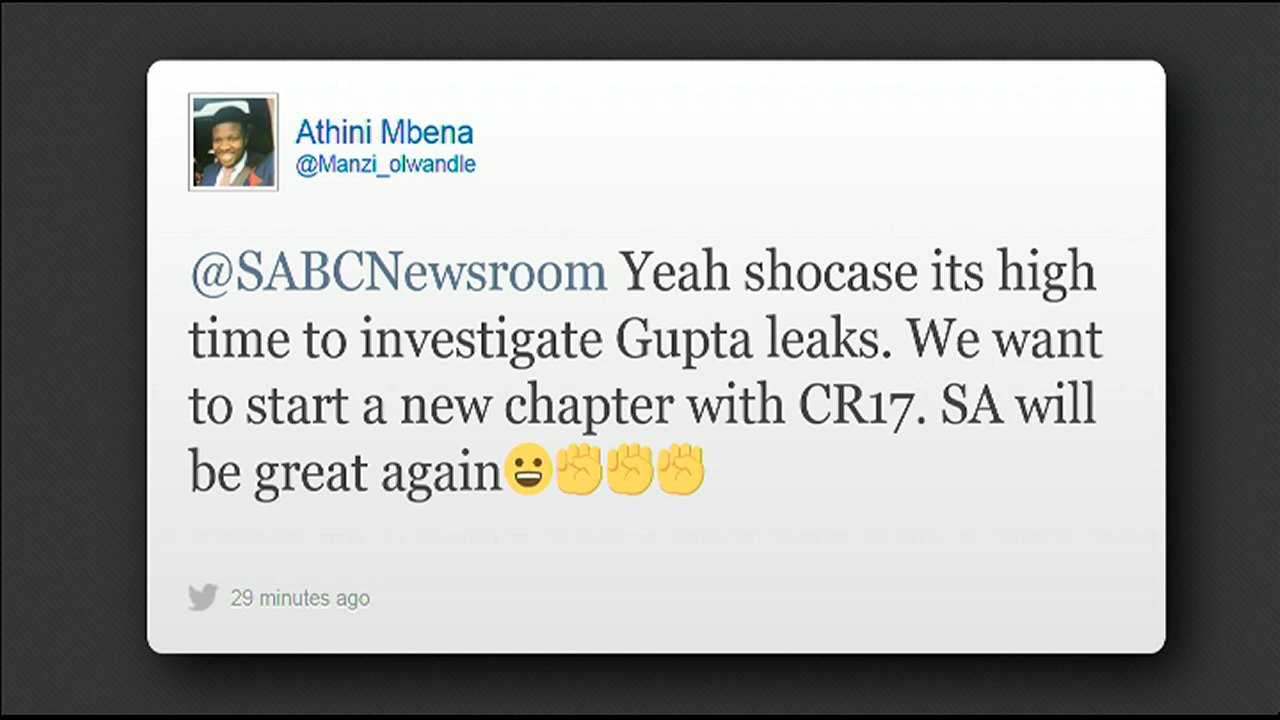 Athini Mbena
@Manzi_olwandle
@SABCNewsroom Yeah shocase its high
time to investigate Gupta leaks. We want
to start a new chapter with CR17. SA will
be great again😀✊✊✊
29 minutes ago